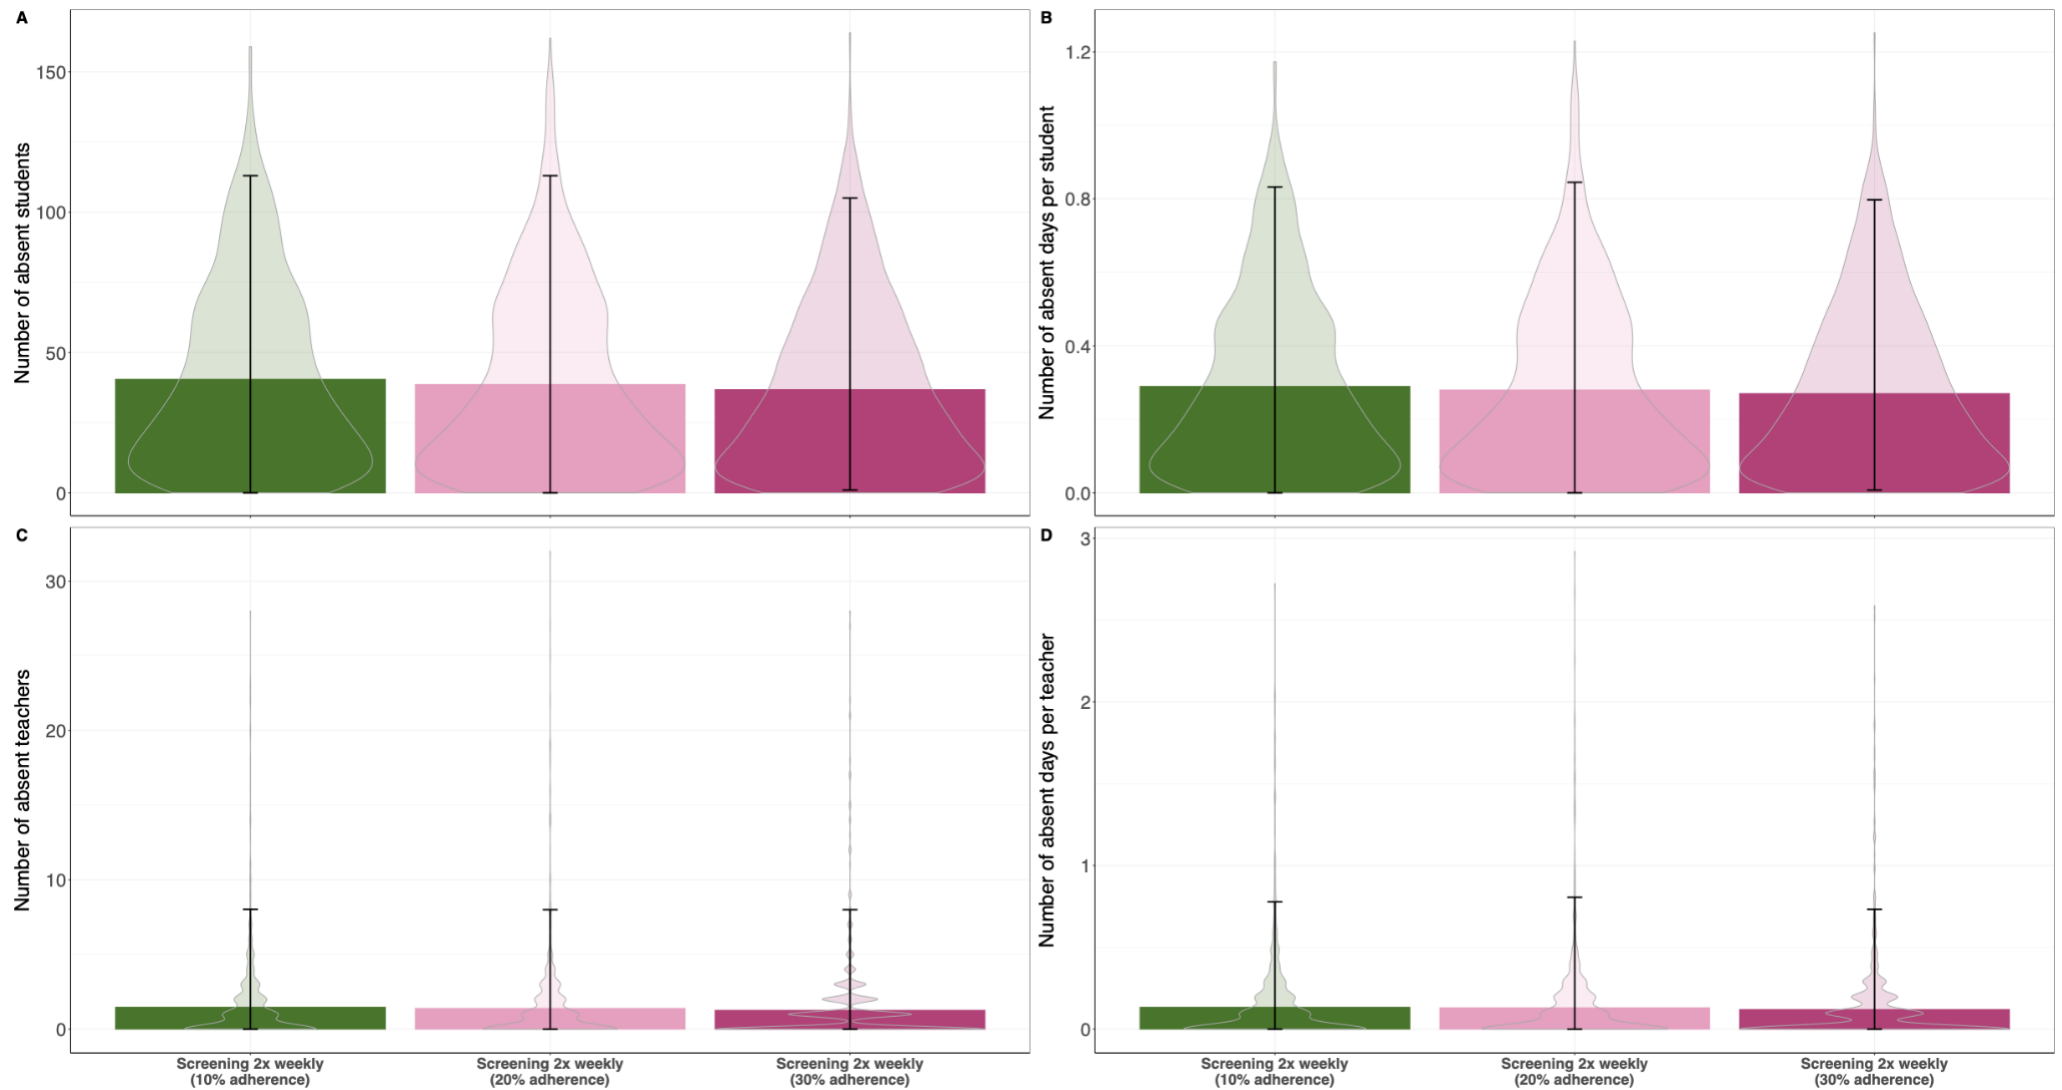 A
Number of absent students
150
100
50
0
B
Number of absent days per student
1.2
0.8
0.4
0.0
C
Number of absent teachers
30
20
10
0
Screening 2x weekly
(10% adherence)
Screening 2x weekly
(20% adherence)
Screening 2x weekly
(30% adherence)
D
Number of absent days per teacher
3
2
1
0
Screening 2x weekly
(10% adherence)
Screening 2x weekly
(20% adherence)
Screening 2x weekly
(30% adherence)